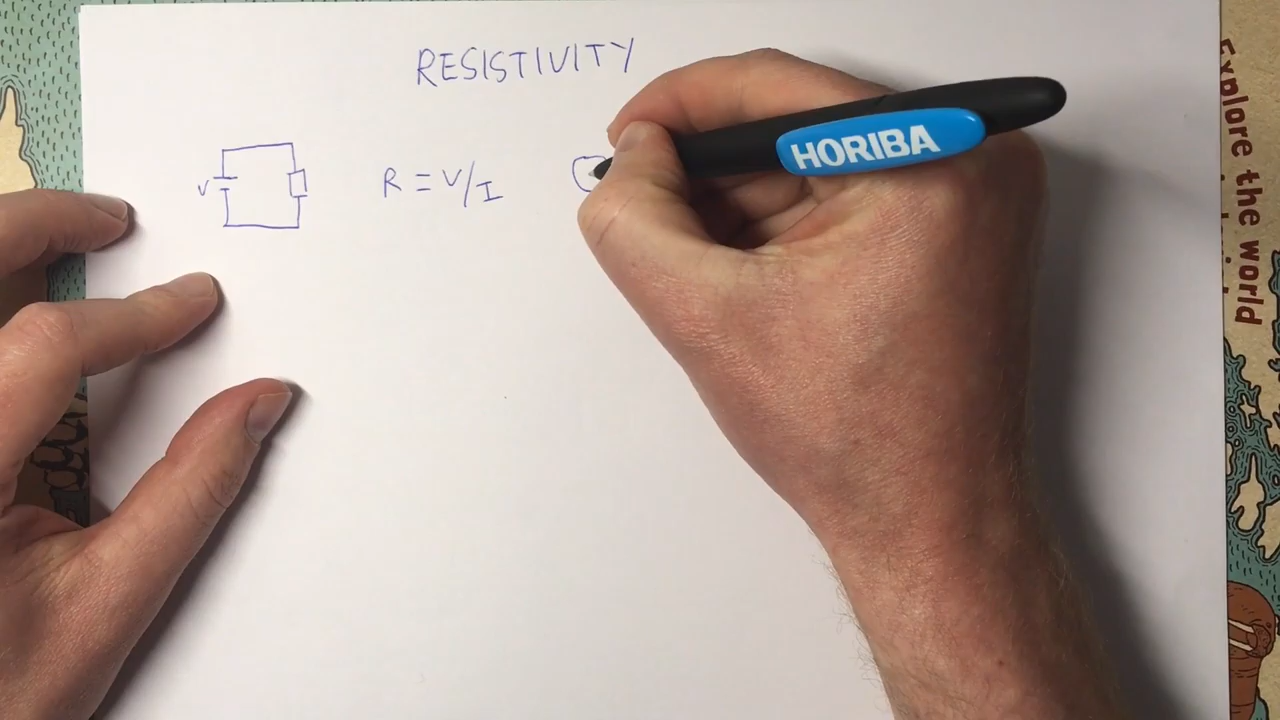 RESISTIVITY
V
R = V/I
HORIBA
Explore the world